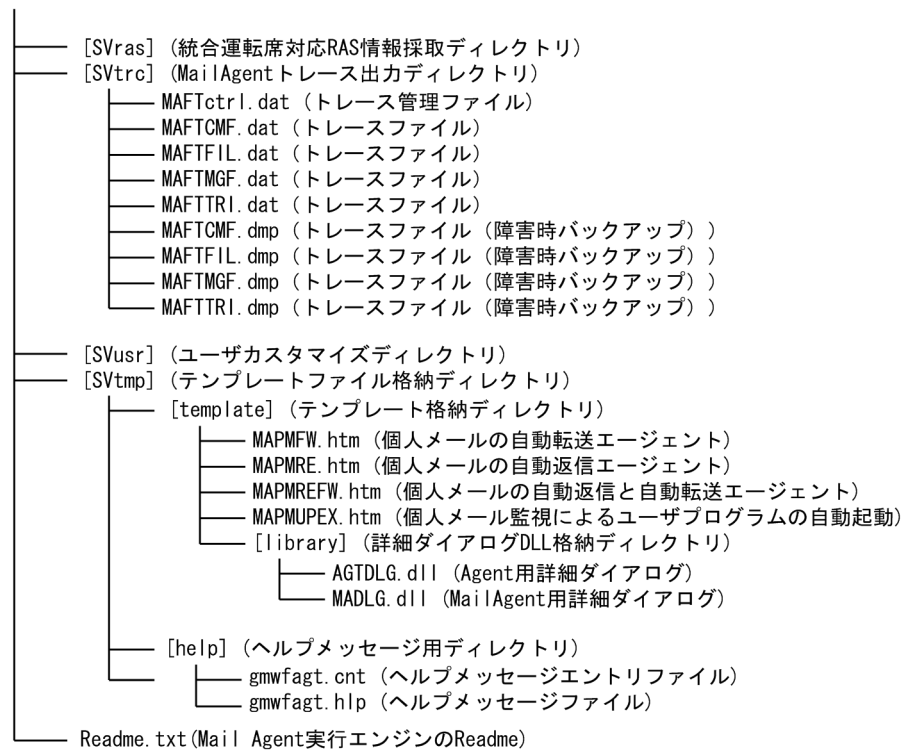 [SVras] (統合運転席対応RAS情報採取ディレクトリ)
[SVtrc] (MailAgentトレース出力ディレクトリ)
MAFTctrl.dat (トレース管理ファイル)
MAFTCMF.dat (トレースファイル)
MAFTFIL.dat (トレースファイル)
MAFTMGF.dat (トレースファイル)
MAFTTRI.dat (トレースファイル)
MAFTCMF.dmp (トレースファイル (障害時バックアップ))
MAFTFIL.dmp (トレースファイル (障害時バックアップ))
MAFTMGF.dmp (トレースファイル (障害時バックアップ))
MAFTTRI.dmp (トレースファイル (障害時バックアップ))
[SVusr] (ユーザカスタマイズディレクトリ)
[SVtmp] (テンプレートファイル格納ディレクトリ)
[template] (テンプレート格納ディレクトリ)
MAPMFW.htm (個人メールの自動転送エージェント)
MAPMRE.htm (個人メールの自動返信エージェント)
MAPMREFW.htm (個人メールの自動返信と自動転送エージェント)
MAPMUPEX.htm (個人メール監視によるユーザプログラムの自動起動)
[library] (詳細ダイアログDLL格納ディレクトリ)
AGTDLG.dll (Agent用詳細ダイアログ)
MADLG.dll (MailAgent用詳細ダイアログ)
[help] (ヘルプメッセージ用ディレクトリ)
gmwfagt.cnt (ヘルプメッセージエントリファイル)
gmwfagt.hlp (ヘルプメッセージファイル)
Readme.txt(Mail Agent実行エンジンのReadme)